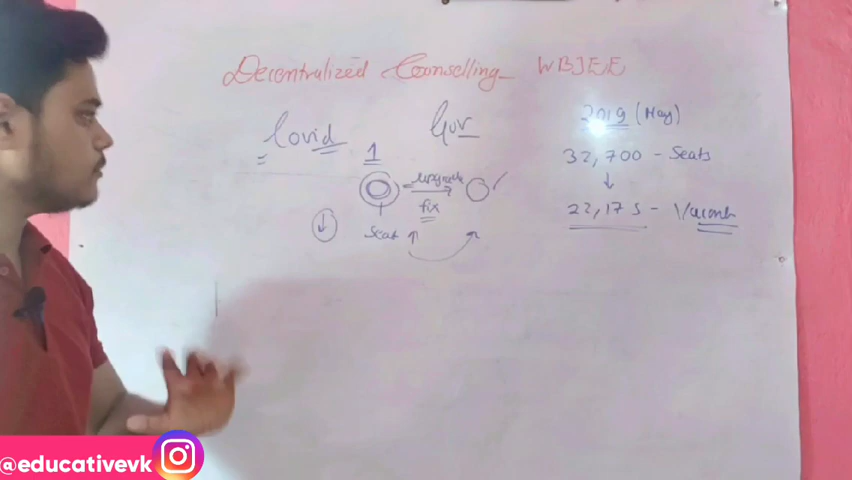 Decentralized Counselling WBJEE
Covid
Gov
2019 (May)
1
32,700 - Seats
upgrade
fix
22,175 - Vacant
Seat
@educativevk